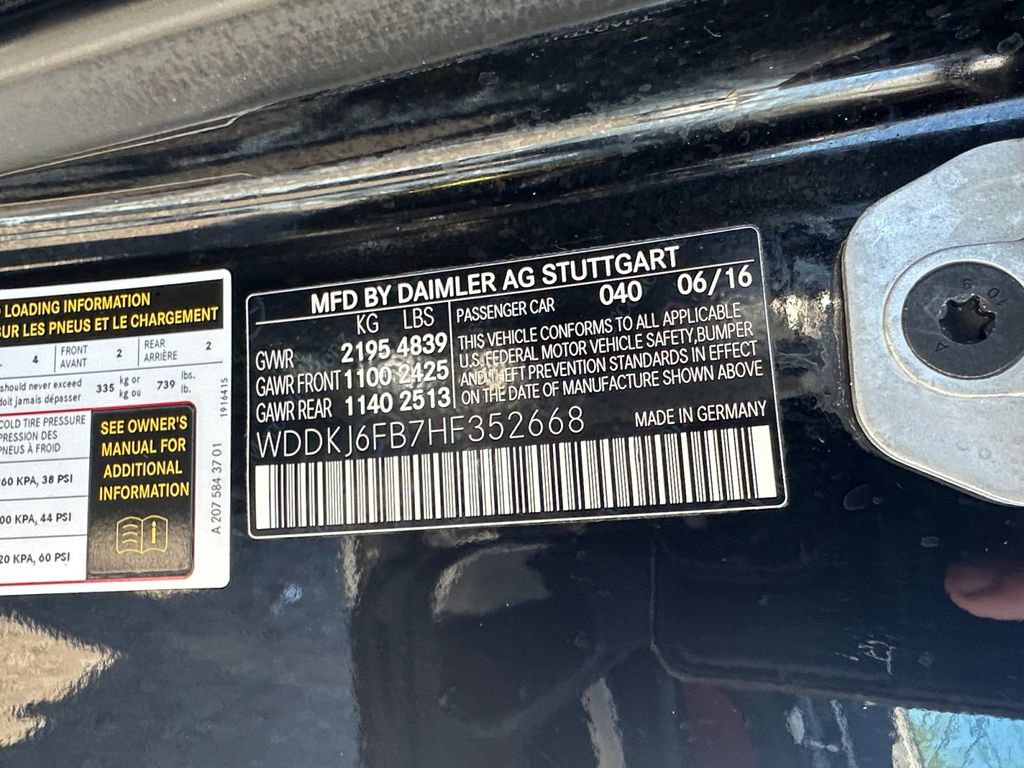 LOADING INFORMATION
SUR LES PNEUS ET LE CHARGEMENT
4 FRONT AVANT 2 REAR ARRIÈRE 2
should never exceed 335 kg or 739 lbs.
doit jamais dépasser kg ou lb.
COLD TIRE PRESSURE
PRESSION DES
PNEUS À FROID
60 KPA, 38 PSI
00 KPA, 44 PSI
20 KPA, 60 PSI
SEE OWNER'S
MANUAL FOR
ADDITIONAL
INFORMATION
1916415
A 207 584 37 01
MFD BY DAIMLER AG STUTTGART
KG LBS
GVWR 2195 4839
GAWR FRONT 1100 2425
GAWR REAR 1140 2513
PASSENGER CAR 040 06/16
THIS VEHICLE CONFORMS TO ALL APPLICABLE
U.S. FEDERAL MOTOR VEHICLE SAFETY, BUMPER
AND THEFT PREVENTION STANDARDS IN EFFECT
ON THE DATE OF MANUFACTURE SHOWN ABOVE
WDDKJ6FB7HF352668
MADE IN GERMANY